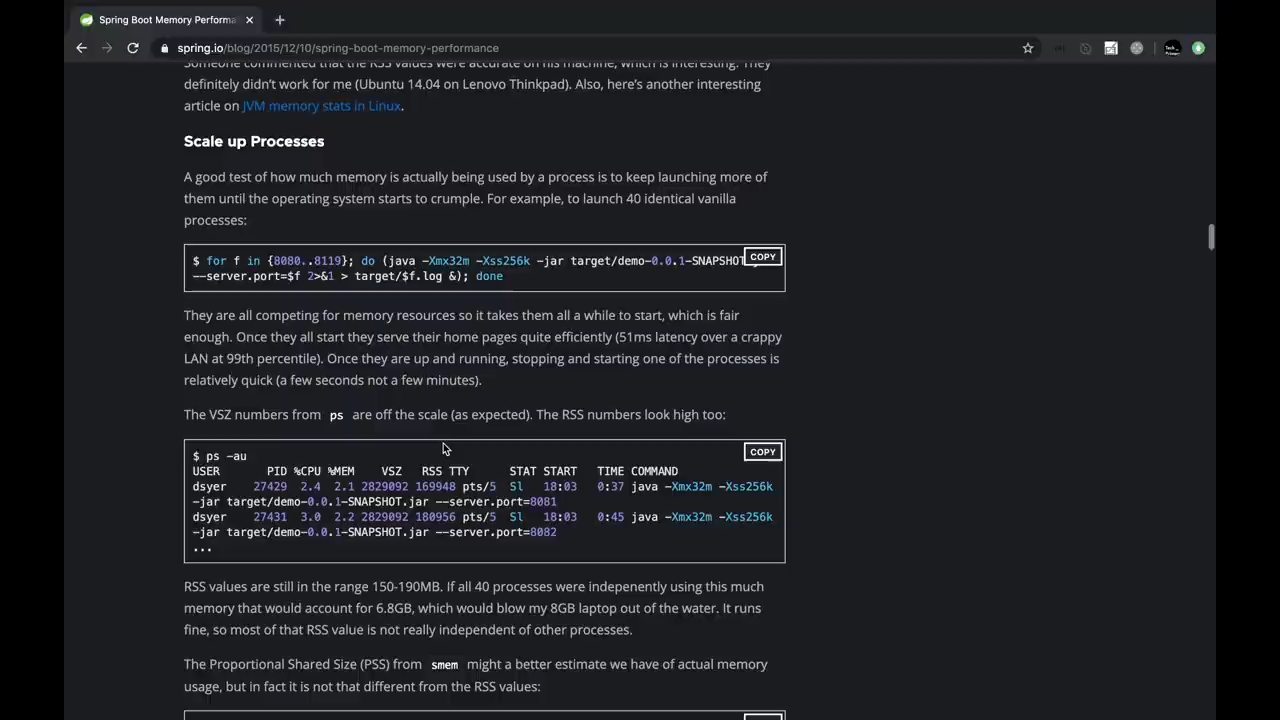 Spring Boot Memory Performa
spring.io/blog/2015/12/10/spring-boot-memory-performance
Someone commented that the RSS values were accurate on his machine, which is interesting. They
definitely didn't work for me (Ubuntu 14.04 on Lenovo Thinkpad). Also, here's another interesting
article on JVM memory stats in Linux.
Scale up Processes
A good test of how much memory is actually being used by a process is to keep launching more of
them until the operating system starts to crumple. For example, to launch 40 identical vanilla
processes:
$ for f in {8080..8119}; do (java -Xmx32m -Xss256k -jar target/demo-0.0.1-SNAPSHOT
COPY
--server.port=$f 2>&1 > target/$f.log &); done
They are all competing for memory resources so it takes them all a while to start, which is fair
enough. Once they all start they serve their home pages quite efficiently (51ms latency over a crappy
LAN at 99th percentile). Once they are up and running, stopping and starting one of the processes is
relatively quick (a few seconds not a few minutes).
The VSZ numbers from ps are off the scale (as expected). The RSS numbers look high too:
$ ps -au
COPY
USER PID %CPU %MEM VSZ RSS TTY STAT START TIME COMMAND
dsyer 27429 2.4 2.1 2829092 169948 pts/5 Sl 18:03 0:37 java -Xmx32m -Xss256k
-jar target/demo-0.0.1-SNAPSHOT.jar --server.port=8081
dsyer 27431 3.0 2.2 2829092 180956 pts/5 Sl 18:03 0:45 java -Xmx32m -Xss256k
-jar target/demo-0.0.1-SNAPSHOT.jar --server.port=8082
...
RSS values are still in the range 150-190MB. If all 40 processes were indepenently using this much
memory that would account for 6.8GB, which would blow my 8GB laptop out of the water. It runs
fine, so most of that RSS value is not really independent of other processes.
The Proportional Shared Size (PSS) from smem might a better estimate we have of actual memory
usage, but in fact it is not that different from the RSS values: